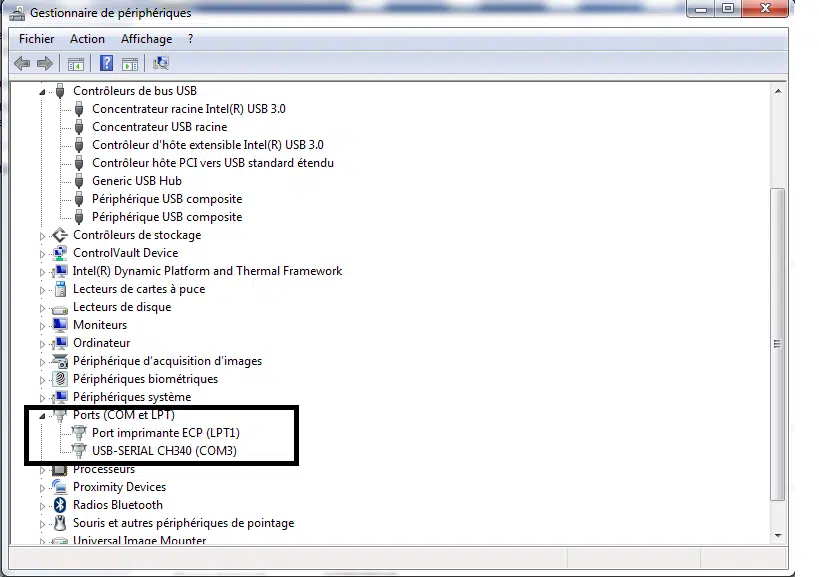 Gestionnaire de périphériques
Fichier Action Affichage ?
Contrôleurs de bus USB
Concentrateur racine Intel(R) USB 3.0
Concentrateur USB racine
Contrôleur d'hôte extensible Intel(R) USB 3.0
Contrôleur hôte PCI vers USB standard étendu
Generic USB Hub
Périphérique USB composite
Périphérique USB composite
Contrôleurs de stockage
ControlVault Device
Intel(R) Dynamic Platform and Thermal Framework
Lecteurs de cartes à puce
Lecteurs de disque
Moniteurs
Ordinateur
Périphérique d'acquisition d'images
Périphériques biométriques
Périphériques système
Ports (COM et LPT)
Port imprimante ECP (LPT1)
USB-SERIAL CH340 (COM3)
Processeurs
Proximity Devices
Radios Bluetooth
Souris et autres périphériques de pointage
Universal Image Mounter